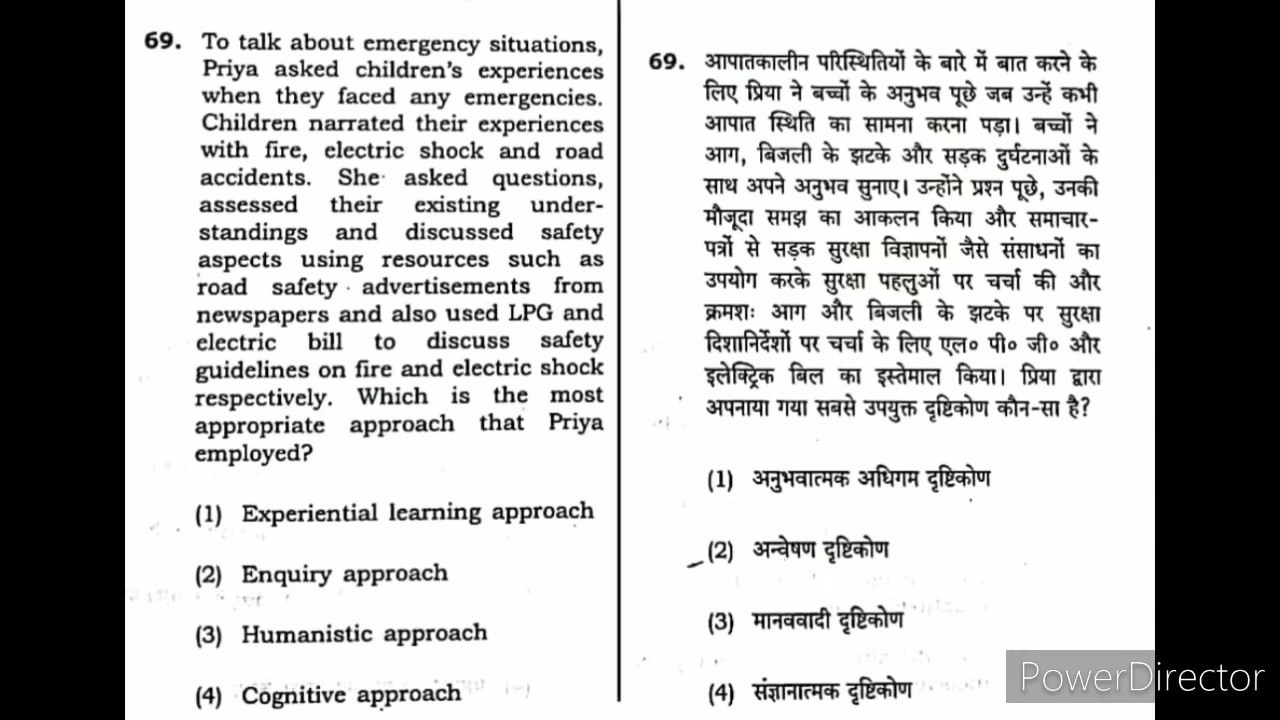 69. To talk about emergency situations,
Priya asked children's experiences
when they faced any emergencies.
Children narrated their experiences
with fire, electric shock and road
accidents. She asked questions,
assessed their existing under-
standings and discussed safety
aspects using resources such as
road safety advertisements from
newspapers and also used LPG and
electric bill to discuss safety
guidelines on fire and electric shock
respectively. Which is the most
appropriate approach that Priya
employed?
(1) Experiential learning approach
(2) Enquiry approach
(3) Humanistic approach
(4) Cognitive approach
69. आपातकालीन परिस्थितियों के बारे में बात करने के
लिए प्रिया ने बच्चों के अनुभव पूछे जब उन्हें कभी
आपात स्थिति का सामना करना पड़ा। बच्चों ने
आग, बिजली के झटके और सड़क दुर्घटनाओं के
साथ अपने अनुभव सुनाए। उन्होंने प्रश्न पूछे, उनकी
मौजूदा समझ का आकलन किया और समाचार-
पत्रों से सड़क सुरक्षा विज्ञापनों जैसे संसाधनों का
उपयोग करके सुरक्षा पहलुओं पर चर्चा की और
क्रमशः आग और बिजली के झटके पर सुरक्षा
दिशानिर्देशों पर चर्चा के लिए एल० पी० जी० और
इलेक्ट्रिक बिल का इस्तेमाल किया। प्रिया द्वारा
अपनाया गया सबसे उपयुक्त दृष्टिकोण कौन-सा है?
(1) अनुभवात्मक अधिगम दृष्टिकोण
(2) अन्वेषण दृष्टिकोण
(3) मानववादी दृष्टिकोण
(4) संज्ञानात्मक दृष्टिकोण
PowerDirector